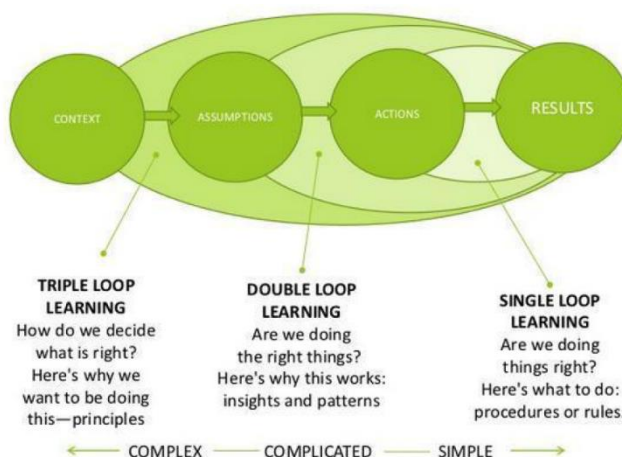 CONTEXT
ASSUMPTIONS
ACTIONS
RESULTS
TRIPLE LOOP
LEARNING
How do we decide
what is right?
Here's why we
want to be doing
this—principles
DOUBLE LOOP
LEARNING
Are we doing
the right things?
Here's why this works:
insights and patterns
SINGLE LOOP
LEARNING
Are we doing
things right?
Here's what to do:
procedures or rules.
COMPLEX
COMPLICATED
SIMPLE